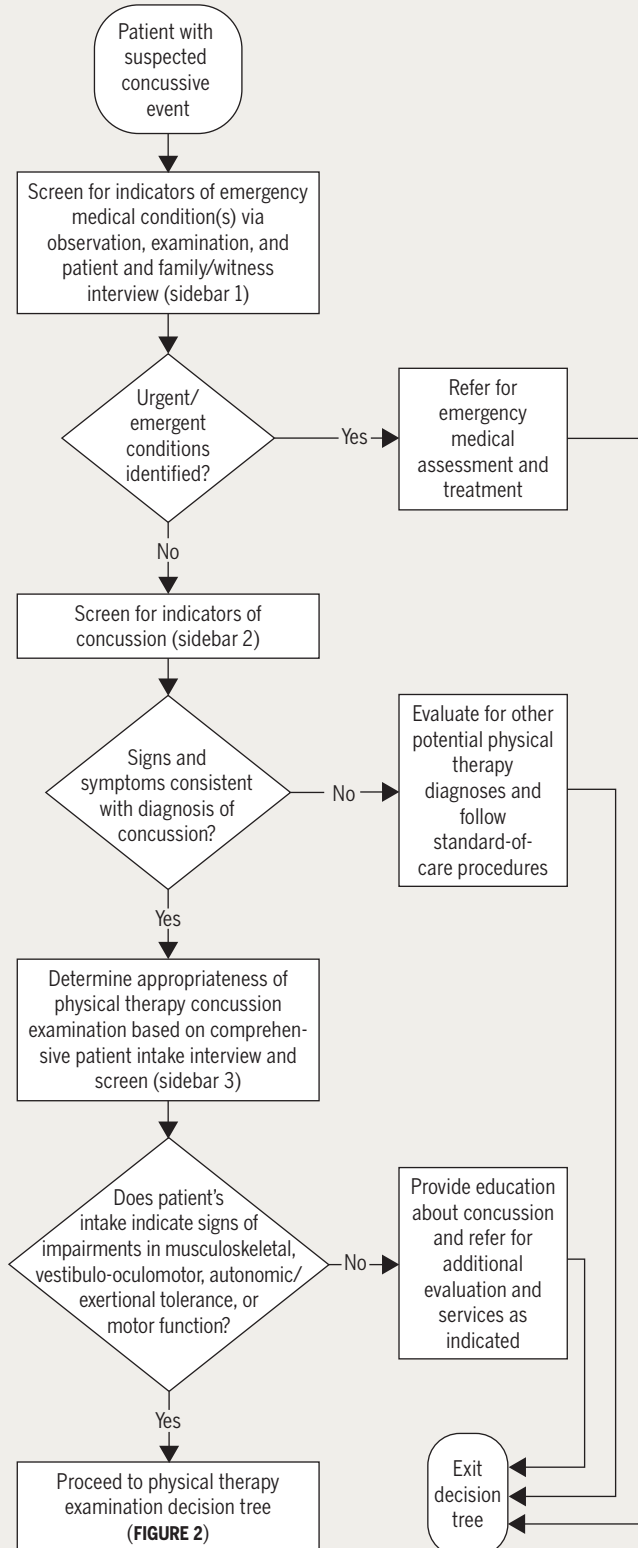 Patient with
suspected
concussive
event
Screen for indicators of emergency
medical condition(s) via
observation, examination, and
patient and family/witness
interview (sidebar 1)
Urgent/
emergent
conditions
identified?
Yes
Refer for
emergency
medical
assessment and
treatment
No
Screen for indicators of
concussion (sidebar 2)
Signs and
symptoms consistent
with diagnosis of
concussion?
No
Evaluate for other
potential physical
therapy
diagnoses and
follow
standard-of-
care procedures
Yes
Determine appropriateness of
physical therapy concussion
examination based on comprehen-
sive patient intake interview and
screen (sidebar 3)
Does patient’s
intake indicate signs of
impairments in musculoskeletal,
vestibulo-oculomotor, autonomic/
exertional tolerance, or
motor function?
No
Provide education
about concussion
and refer for
additional
evaluation and
services as
indicated
Yes
Proceed to physical therapy
examination decision tree
(FIGURE 2)
Exit
decision
tree